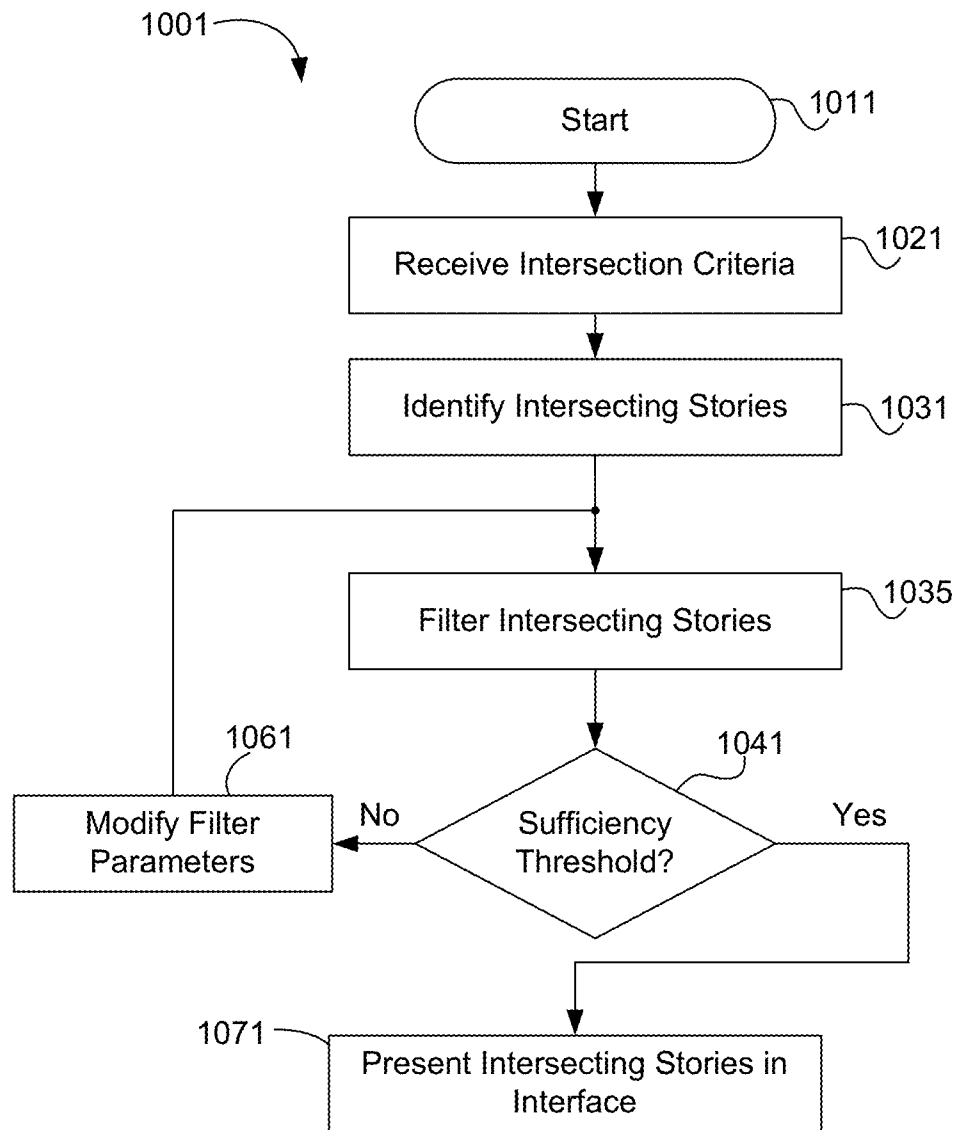 1001
Start
1011
Receive Intersection Criteria
1021
Identify Intersecting Stories
1031
Filter Intersecting Stories
1035
1061
Modify Filter
Parameters
No
Sufficiency
Threshold?
1041
Yes
1071
Present Intersecting Stories in
Interface